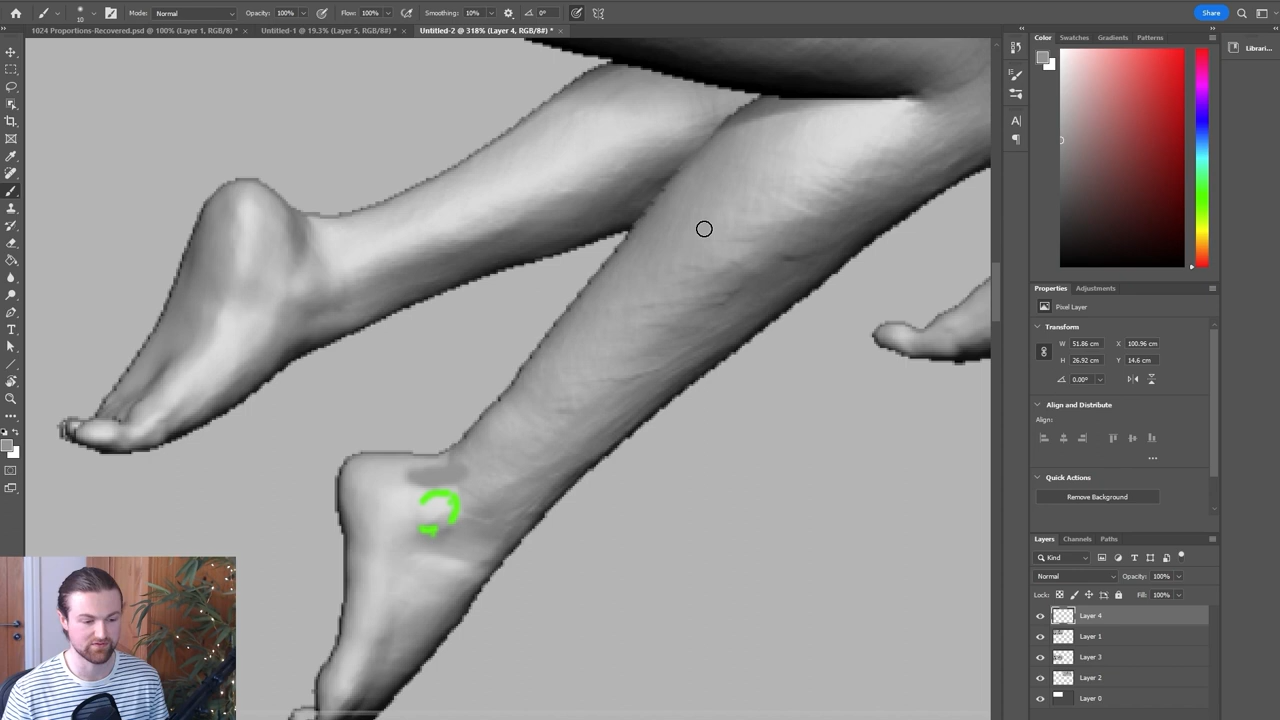 Mode: Normal Opacity: 100% Flow: 100% Smoothing: 10% 0° Share
10
1024 Proportions-Recovered.psd @ 100% (Layer 1, RGB/8) * × Untitled-1 @ 19.3% (Layer 5, RGB/8#) * × Untitled-2 @ 318% (Layer 4, RGB/8#) * ×
Color Swatches Gradients Patterns
Librari...
Properties Adjustments
Pixel Layer
Transform
W 51.86 cm X 100.96 cm
H 26.92 cm Y 14.6 cm
0.00°
Align and Distribute
Align:
Quick Actions
Remove Background
Layers Channels Paths
Kind
Normal Opacity: 100%
Lock: Fill: 100%
Layer 4
Layer 1
Layer 3
Layer 2
Layer 0